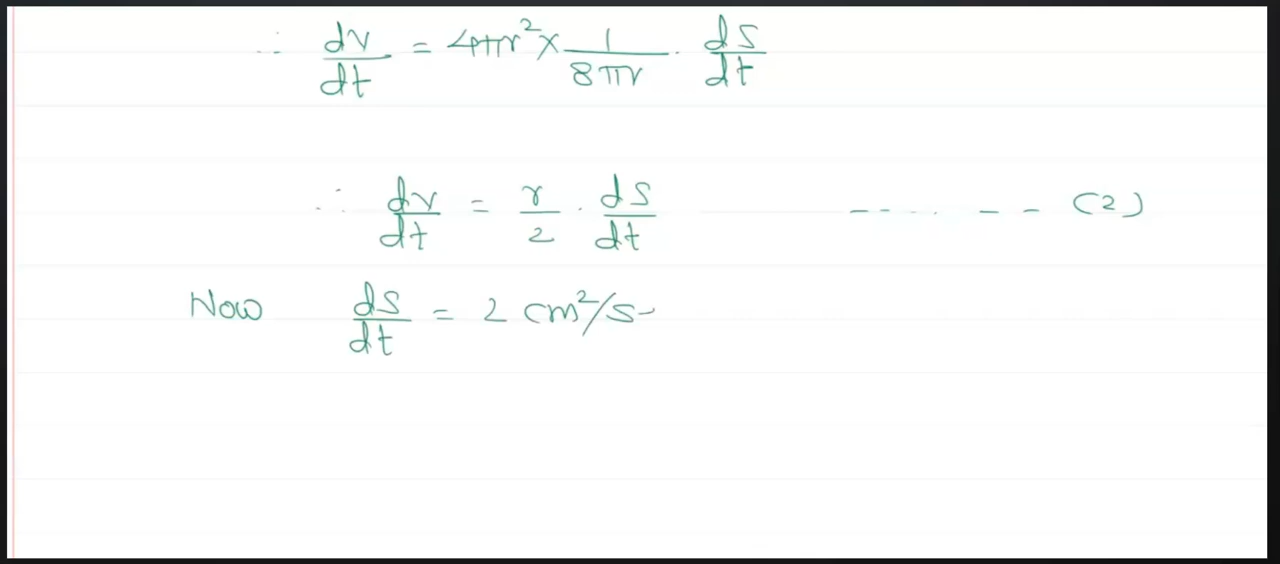 ∴ dv/dt = 4πr² × 1/8πr · ds/dt
∴ dv/dt = r/2 · ds/dt -- - .. . - - (2)
Now ds/dt = 2 cm²/s